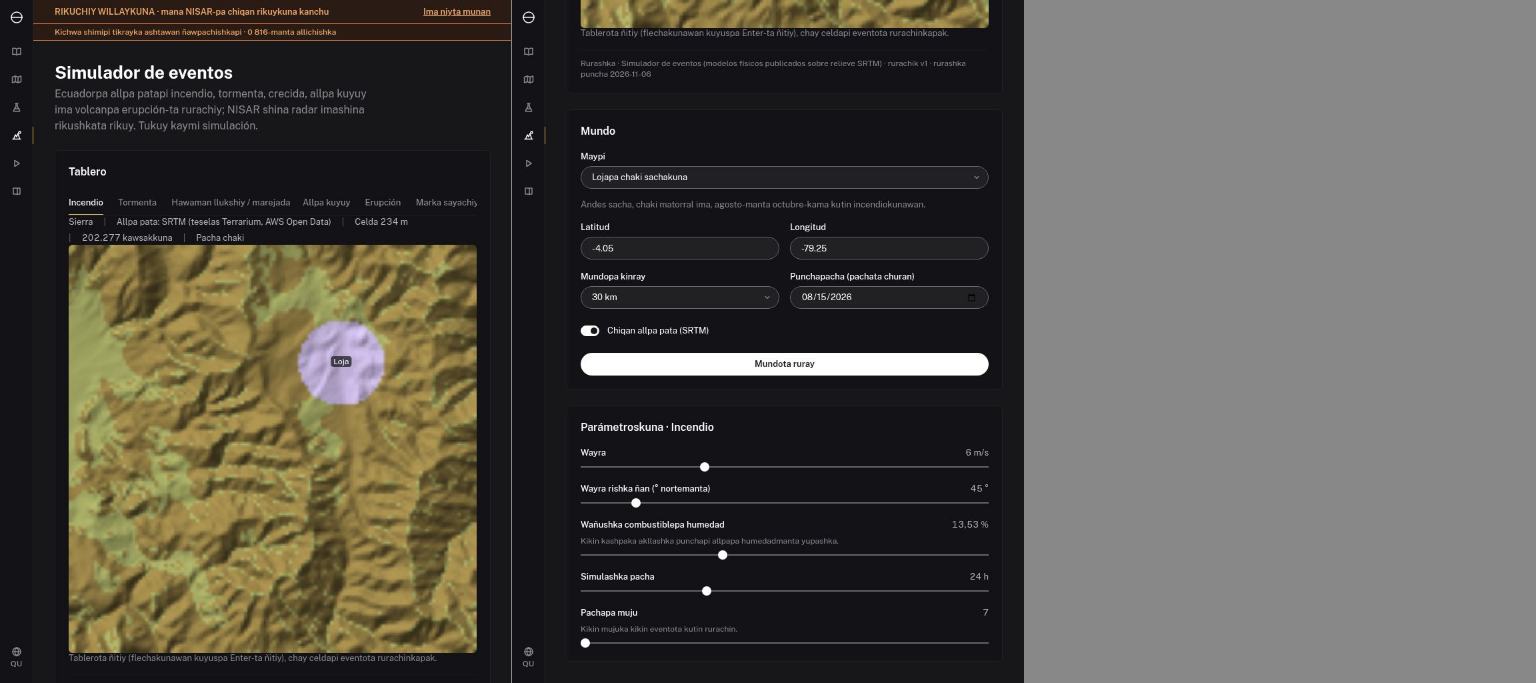 RIKUCHIY WILLAYKUNA · mana NISAR-pa chiqan rikuykuna kanchu
Ima niyta munan
Kichwa shimipi tikrayka ashtawan ñawpachishkapi · 0 816-manta allichishka
Simulador de eventos
Ecuadorpa allpa patapi incendio, tormenta, crecida, allpa kuyuy
ima volcanpa erupción-ta rurachiy; NISAR shina radar imashina
rikushkata rikuy. Tukuy kaymi simulación.
Tablero
Incendio
Tormenta
Hawaman llukshiy / marejada
Allpa kuyuy
Erupción
Marka sayachiy
Sierra | Allpa pata: SRTM (teselas Terrarium, AWS Open Data) | Celda 234 m
| 202.277 kawsakkuna | Pacha chaki
Loja
Tablerota ñitiy (flechakunawan kuyuspa Enter-ta ñitiy), chay celdapi eventota rurachinkapak.
QU
Tablerota ñitiy (flechakunawan kuyuspa Enter-ta ñitiy), chay celdapi eventota rurachinkapak.
Rurashka · Simulador de eventos (modelos físicos publicados sobre relieve SRTM) · rurachik v1 · rurashka
puncha 2026-11-06
Mundo
Maypi
Lojapa chaki sachakuna
Andes sacha, chaki matorral ima, agosto-manta octubre-kama kutin incendiokunawan.
Latitud
Longitud
-4.05
-79.25
Mundopa kinray
Punchapacha (pachata churan)
30 km
08/15/2026
Chiqan allpa pata (SRTM)
Mundota ruray
Parámetroskuna · Incendio
Wayra
6 m/s
Wayra rishka ñan (° nortemanta)
45 °
Wañushka combustiblepa humedad
13,53 %
Kikin kashpaka akllashka punchapi allpapa humedadmanta yupashka.
Simulashka pacha
24 h
Pachapa muju
7
Kikin mujuka kikin eventota kutin rurachin.
QU